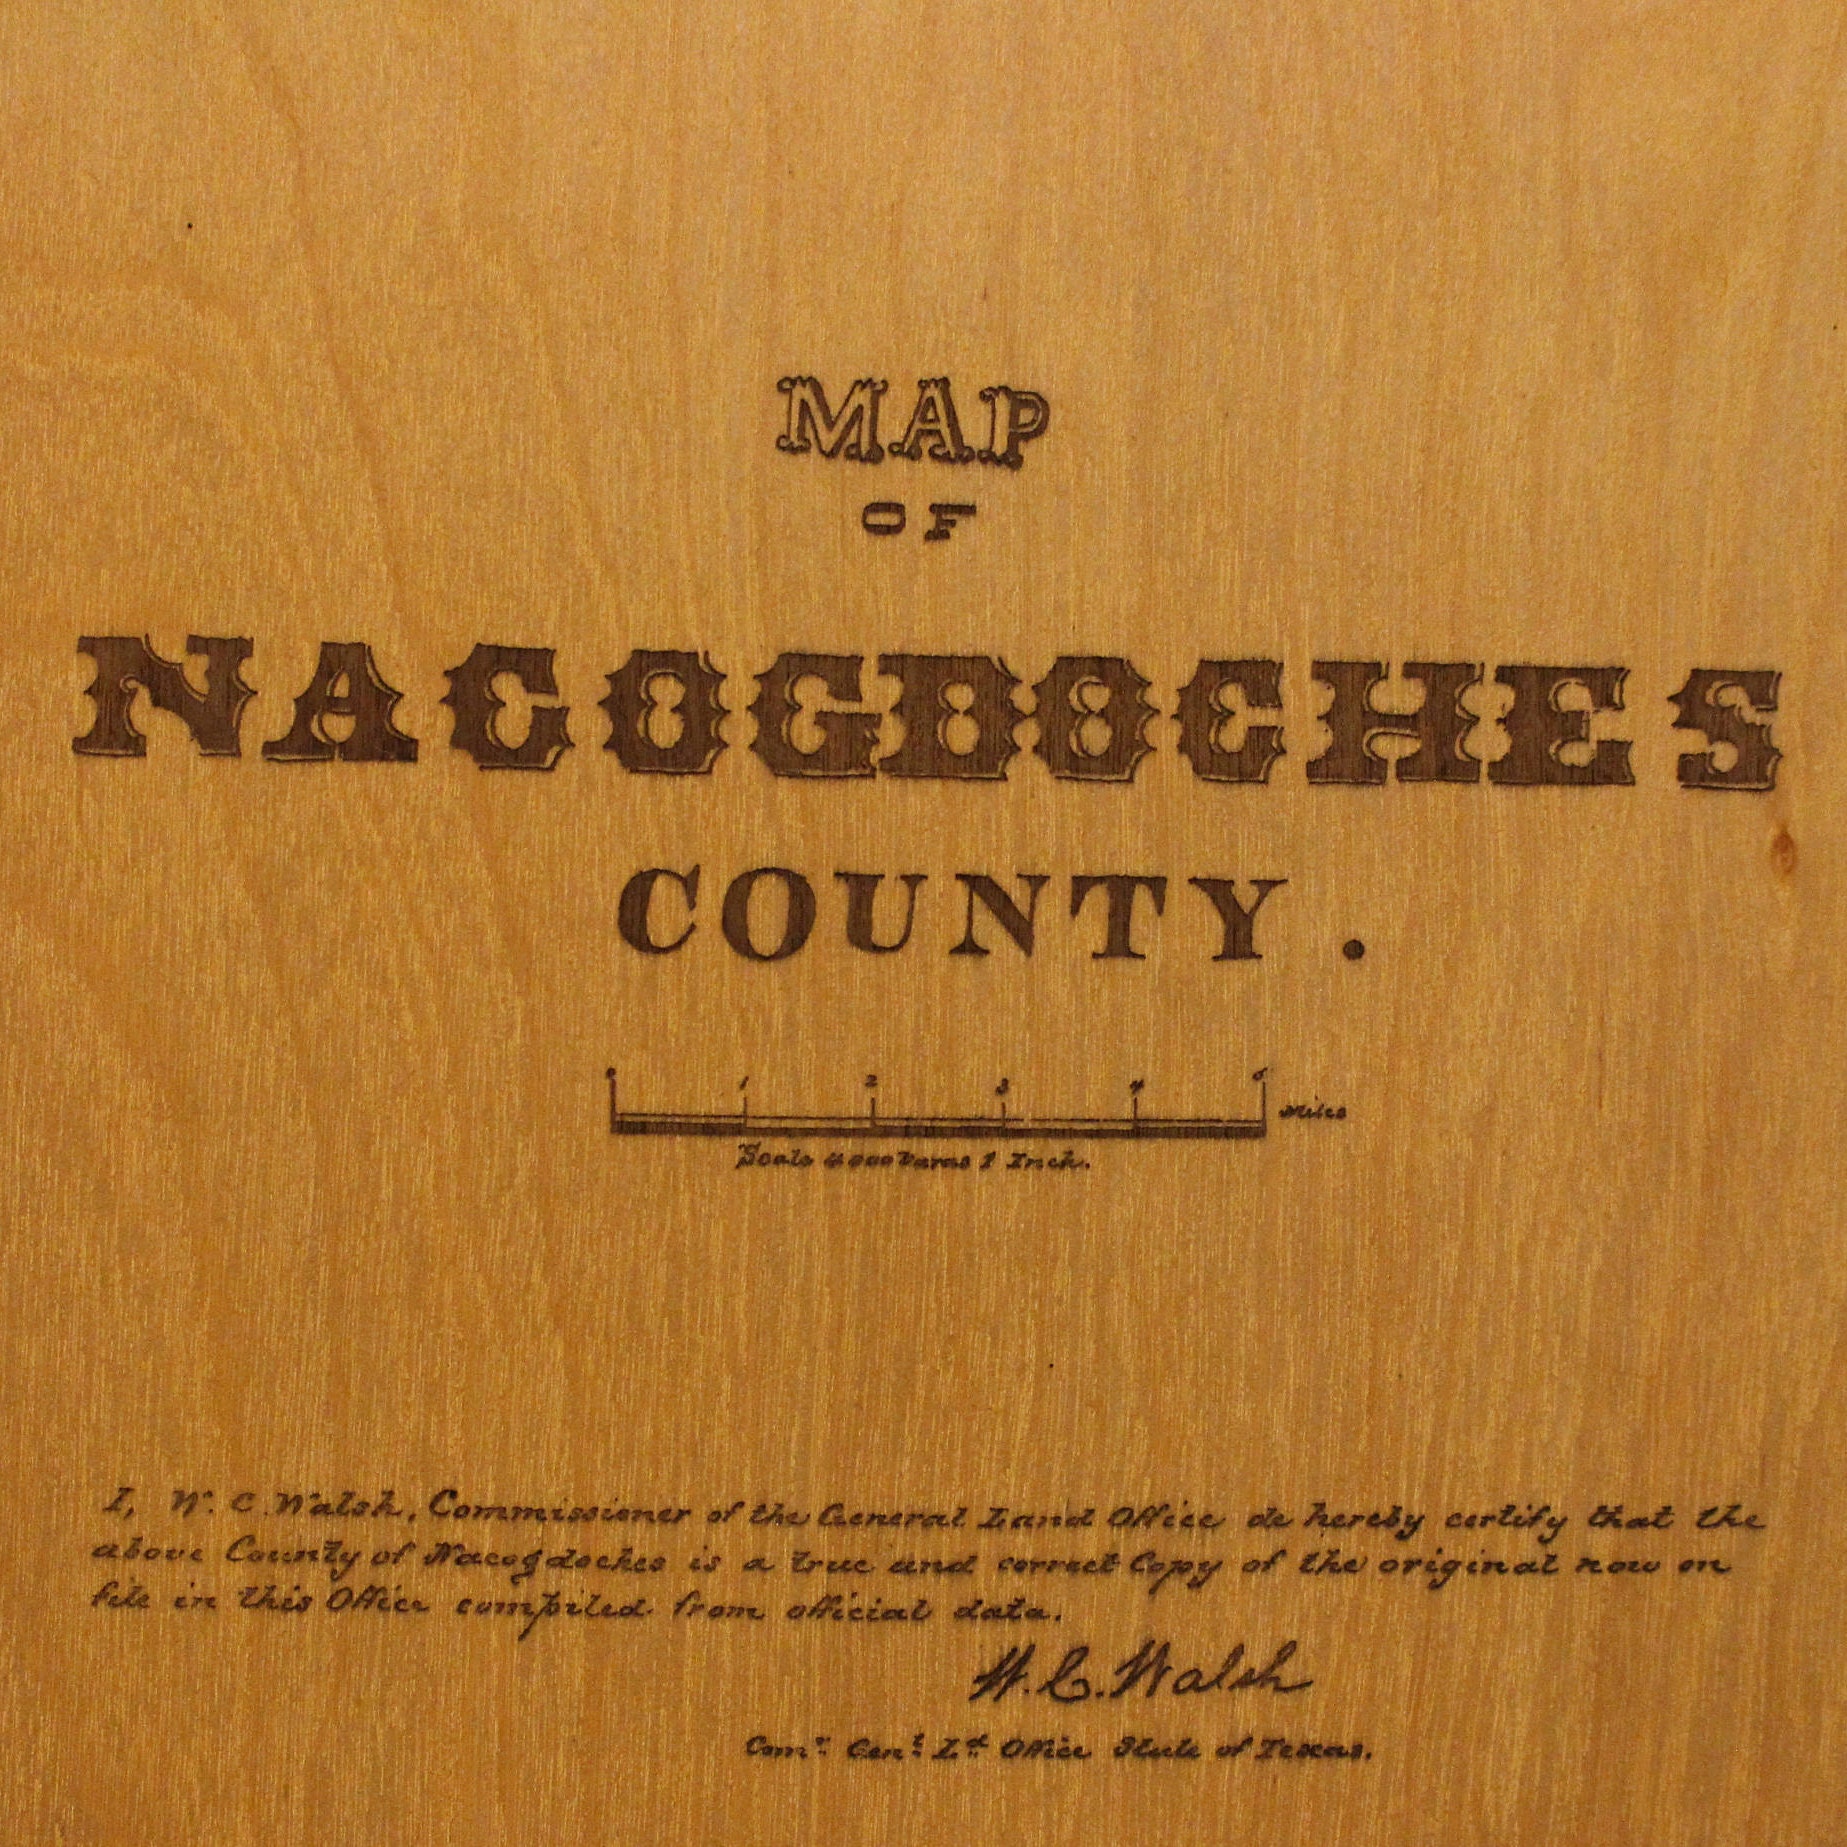 MAP
OF
NACOGDOCHES
COUNTY.
0 1 2 3 4 5 Miles
Scale 4000 Varas 1 Inch.
I, W. C. Walsh, Commissioner of the General Land Office do hereby certify that the
above County of Nacogdoches is a true and correct Copy of the original now on
file in this Office compiled from official data.
W. C. Walsh
Comr. Genl. Ld. Office State of Texas.